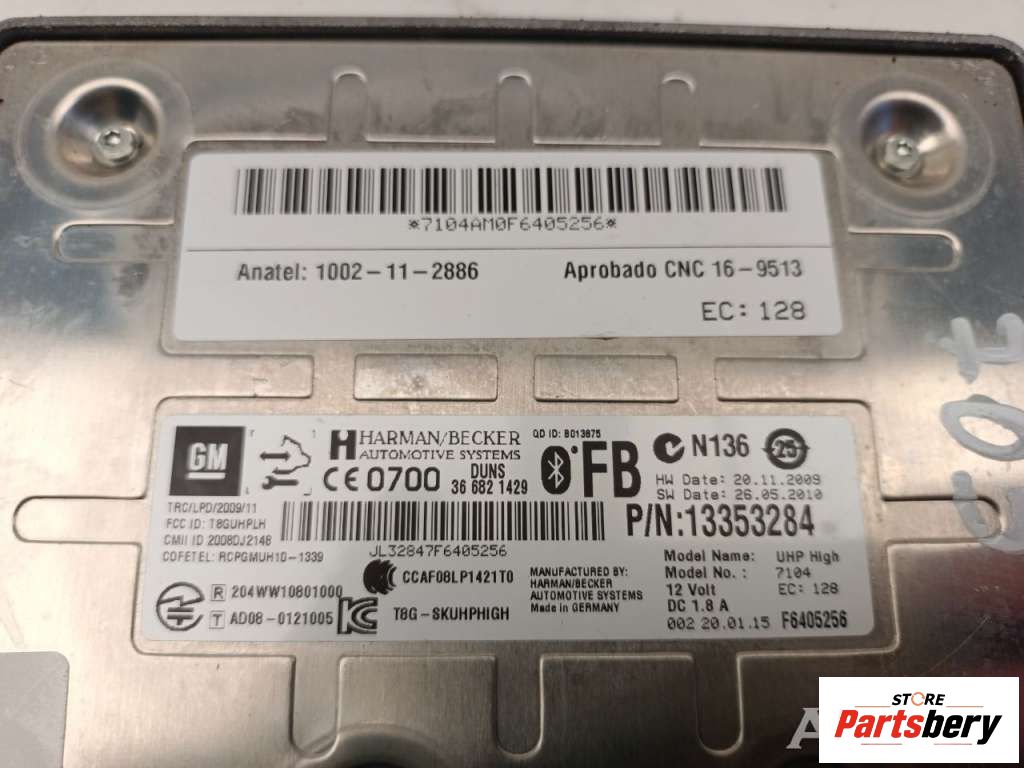 *7104AM0F6405256*
Anatel: 1002-11-2886 Aprobado CNC 16-9513
EC: 128
GM
HARMAN/BECKER
AUTOMOTIVE SYSTEMS
QD ID: B013875
N136
25
CE 0700
DUNS
36 682 1429
FB
HW Date: 20.11.2009
SW Date: 26.05.2010
TRC/LPD/2009/11
FCC ID: T8GUHPLH
CMII ID 2008DJ2148
COFETEL: RCPGMUH10-1339
JL32847F6405256
P/N:13353284
Model Name: UHP High
Model No.: 7104
12 Volt EC: 128
DC 1.8 A
002 20.01.15 F6405256
CCAF08LP1421T0
MANUFACTURED BY:
HARMAN/BECKER
AUTOMOTIVE SYSTEMS
Made in GERMANY
R 204WW10801000
T AD08-0121005
T8G-SKUHPHIGH
STORE
Partsbery